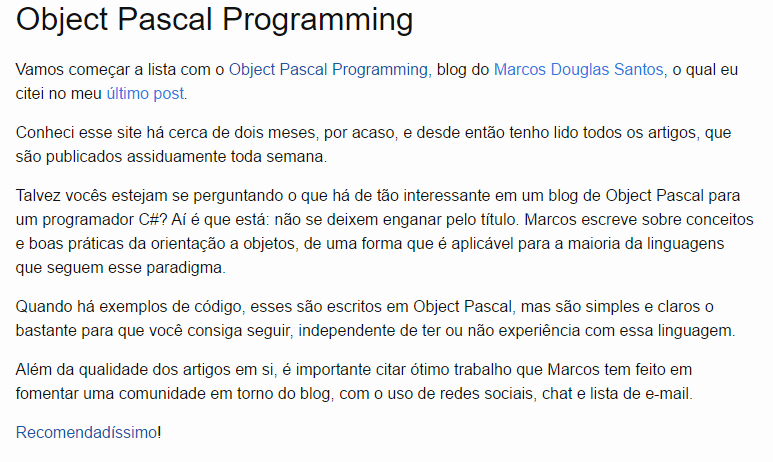 Object Pascal Programming
Vamos começar a lista com o Object Pascal Programming, blog do Marcos Douglas Santos, o qual eu
citei no meu último post.
Conheci esse site há cerca de dois meses, por acaso, e desde então tenho lido todos os artigos, que
são publicados assiduamente toda semana.
Talvez vocês estejam se perguntando o que há de tão interessante em um blog de Object Pascal para
um programador C#? Aí é que está: não se deixem enganar pelo título. Marcos escreve sobre conceitos
e boas práticas da orientação a objetos, de uma forma que é aplicável para a maioria da linguagens
que seguem esse paradigma.
Quando há exemplos de código, esses são escritos em Object Pascal, mas são simples e claros o
bastante para que você consiga seguir, independente de ter ou não experiência com essa linguagem.
Além da qualidade dos artigos em si, é importante citar ótimo trabalho que Marcos tem feito em
fomentar uma comunidade em torno do blog, com o uso de redes sociais, chat e lista de e-mail.
Recomendadíssimo!